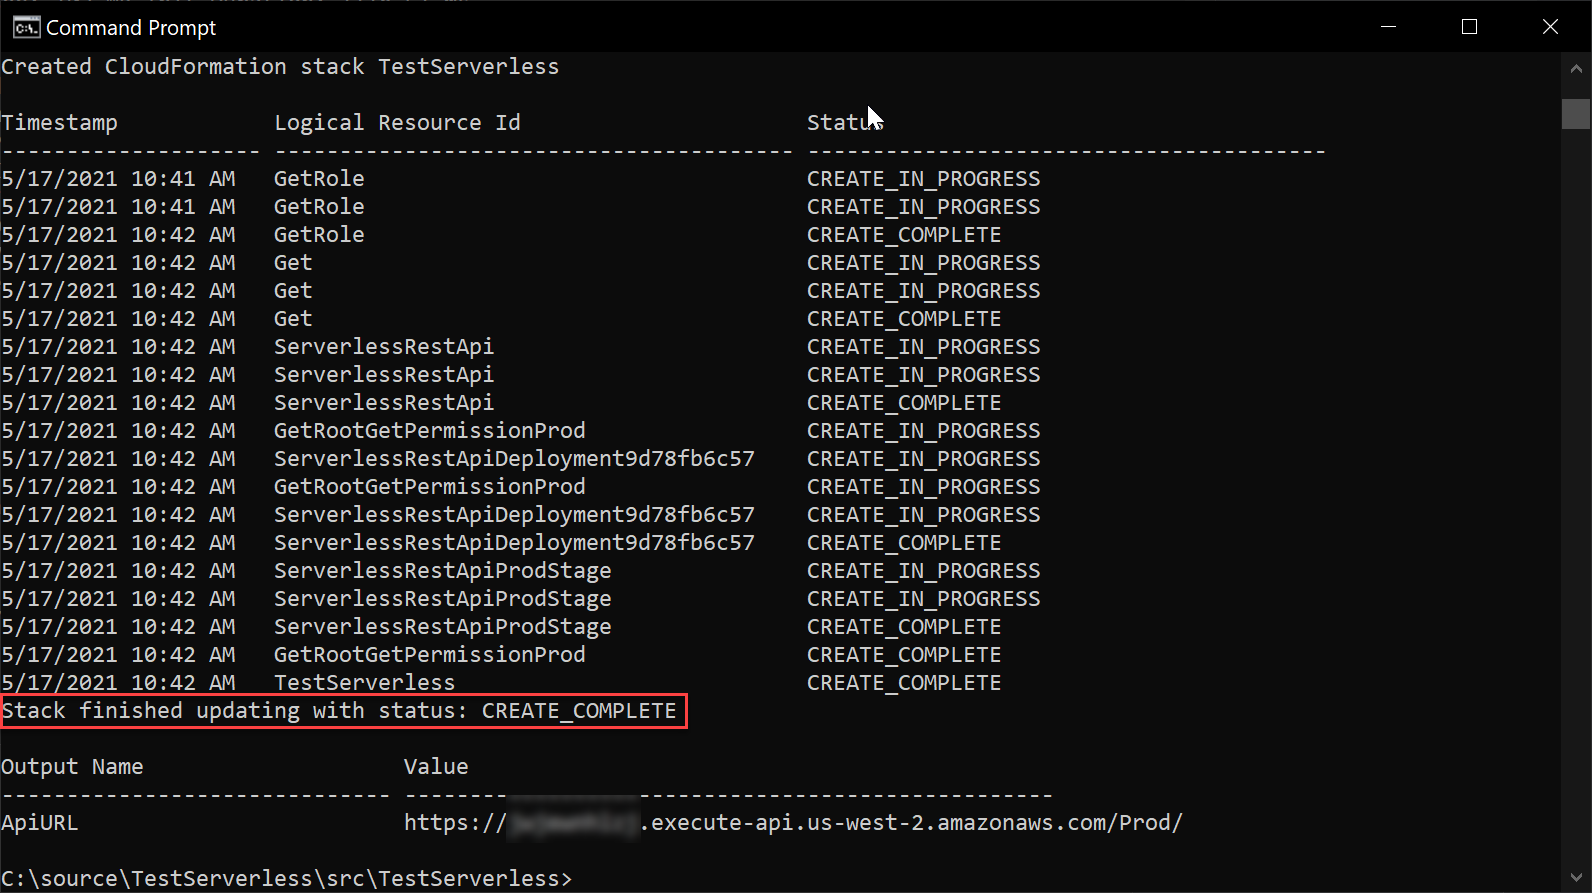 Command Prompt
Created CloudFormation stack TestServerless
Timestamp Logical Resource Id Status
--------------------- ---------------------------------------- ----------------------------------------
5/17/2021 10:41 AM GetRole CREATE_IN_PROGRESS
5/17/2021 10:41 AM GetRole CREATE_IN_PROGRESS
5/17/2021 10:42 AM GetRole CREATE_COMPLETE
5/17/2021 10:42 AM Get CREATE_IN_PROGRESS
5/17/2021 10:42 AM Get CREATE_IN_PROGRESS
5/17/2021 10:42 AM Get CREATE_COMPLETE
5/17/2021 10:42 AM ServerlessRestApi CREATE_IN_PROGRESS
5/17/2021 10:42 AM ServerlessRestApi CREATE_IN_PROGRESS
5/17/2021 10:42 AM ServerlessRestApi CREATE_COMPLETE
5/17/2021 10:42 AM GetRootGetPermissionProd CREATE_IN_PROGRESS
5/17/2021 10:42 AM ServerlessRestApiDeployment9d78fb6c57 CREATE_IN_PROGRESS
5/17/2021 10:42 AM GetRootGetPermissionProd CREATE_IN_PROGRESS
5/17/2021 10:42 AM ServerlessRestApiDeployment9d78fb6c57 CREATE_IN_PROGRESS
5/17/2021 10:42 AM ServerlessRestApiDeployment9d78fb6c57 CREATE_COMPLETE
5/17/2021 10:42 AM ServerlessRestApiProdStage CREATE_IN_PROGRESS
5/17/2021 10:42 AM ServerlessRestApiProdStage CREATE_IN_PROGRESS
5/17/2021 10:42 AM ServerlessRestApiProdStage CREATE_COMPLETE
5/17/2021 10:42 AM GetRootGetPermissionProd CREATE_COMPLETE
5/17/2021 10:42 AM TestServerless CREATE_COMPLETE
Stack finished updating with status: CREATE_COMPLETE
Output Name Value
------------------------------ --------------------------------------------------
ApiURL https:// .execute-api.us-west-2.amazonaws.com/Prod/
C:\source\TestServerless\src\TestServerless>